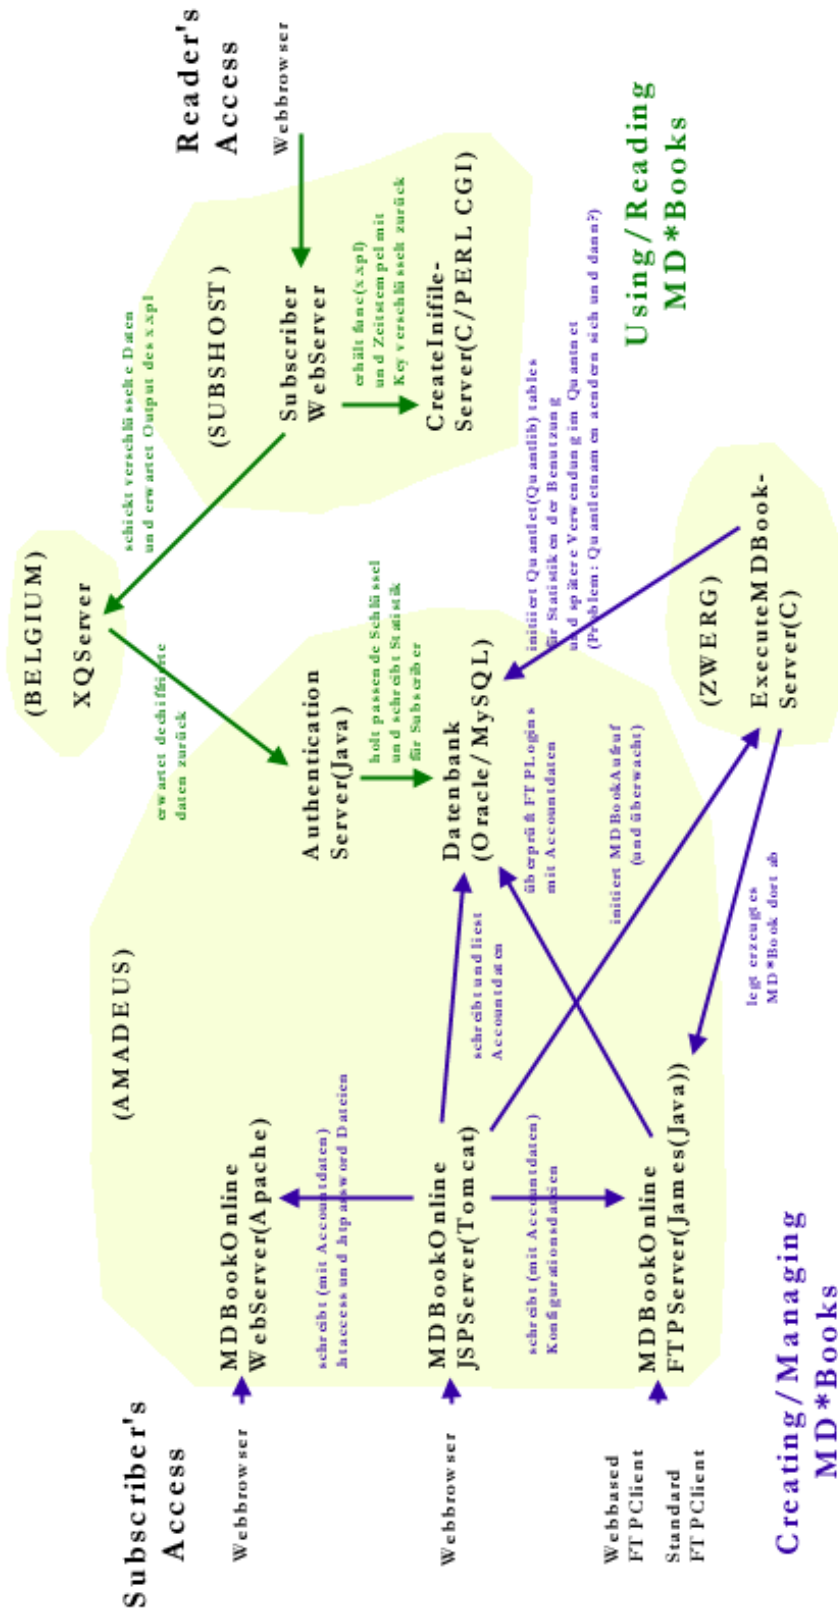 Subscriber's
Access
Webbrowser
Webbrowser
Webbased
FTPClient
Standard
FTPClient
Creating/Managing
MD*Books
(AMADEUS)
MDBookOnline
WebServer(Apache)
schreibt (mit Accountdaten)
.htaccess und .htpassword Dateien
MDBookOnline
JSPServer(Tomcat)
schreibt (mit Accountdaten)
Konfigurationsdateien
MDBookOnline
FTPServer(James(Java))
schreibt und liest
Accountdaten
überprüft FTPLogins
mit Accountdaten
initiert MDBookAufruf
(und überwacht)
legt erzeugtes
MD*Book dort ab
Authentication
Server(Java)
holt passende Schlüssel
und schreibt Statistik
für Subscriber
Datenbank
(Oracle/MySQL)
erwartet dechiffrierte
daten zurück
(BELGIUM)
XQServer
(ZWERG)
ExecuteMDBook-
Server(C)
initiiert Quantlet(Quantlib) tables
für Statistiken der Benutzung
und spätere Verwendung im Quantnet
(Problem: Quantletnamen aendern sich und dann?)
schickt verschlüsselte Daten
und erwartet Output des x.xpl
(SUBSHOST)
Subscriber
WebServer
erhält func(x.xpl)
und Zeitstempel mit
Key verschlüsselt zurück
CreateInifile-
Server(C/PERL CGI)
Reader's
Access
Webbrowser
Using/Reading
MD*Books